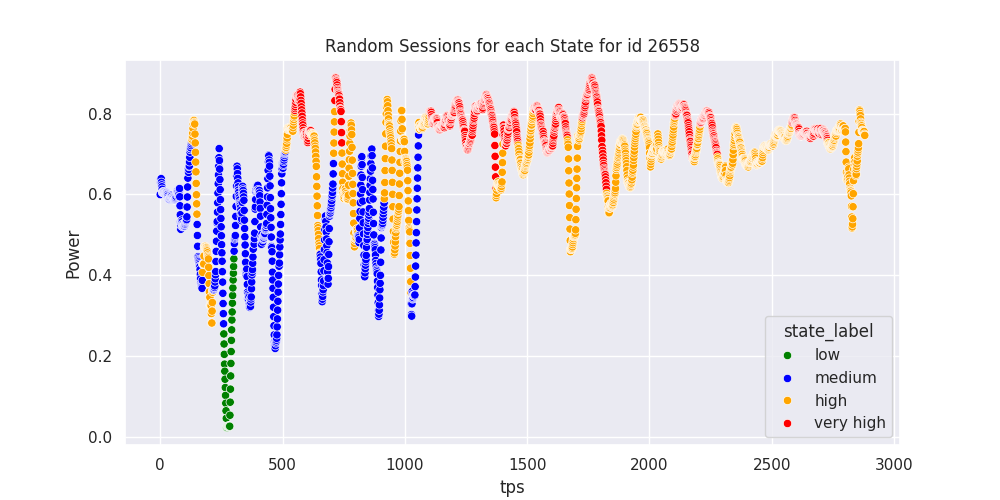 Random Sessions for each State for id 26558
Power
0.8
0.6
0.4
0.2
0.0
0
500
1000
1500
2000
2500
3000
tps
state_label
low
medium
high
very high